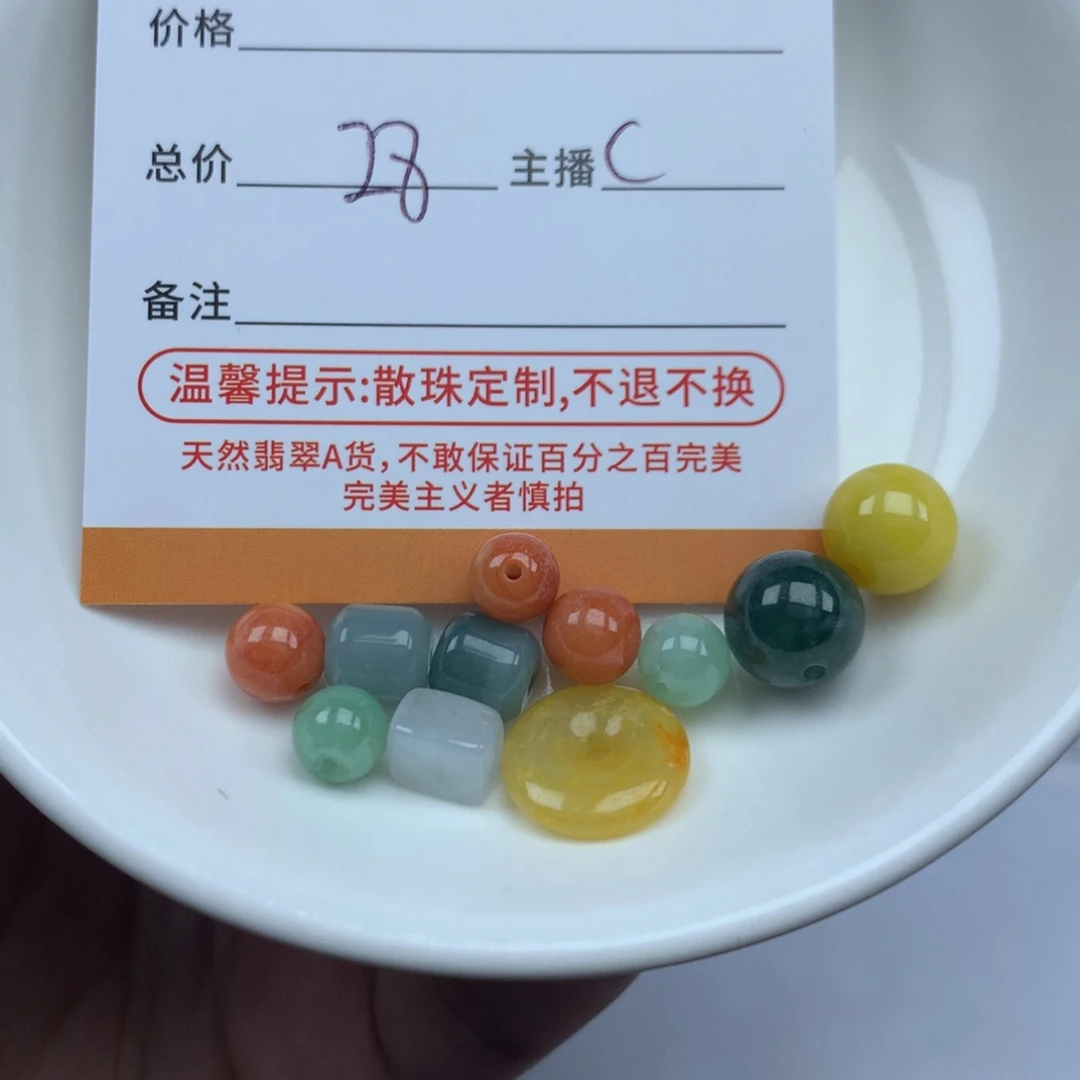 价格
总价 28 主播 C
备注
温馨提示:散珠定制,不退不换
天然翡翠A货,不敢保证百分之百完美
完美主义者慎拍